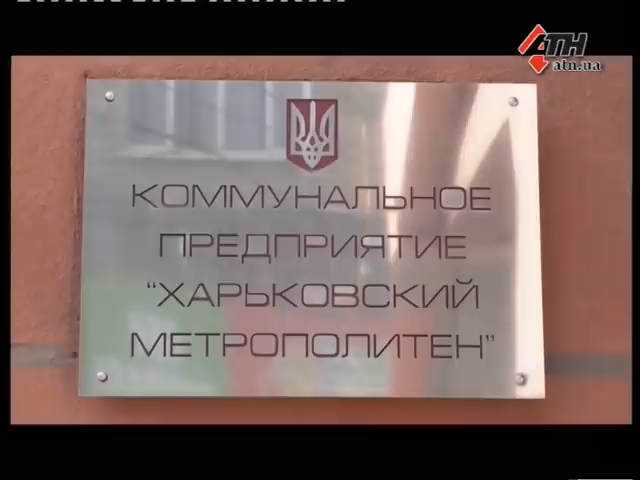 АТН
atn.ua
КОММУНАЛЬНОЕ
ПРЕДПРИЯТИЕ
“ХАРЬКОВСКИЙ
МЕТРОПОЛИТЕН”